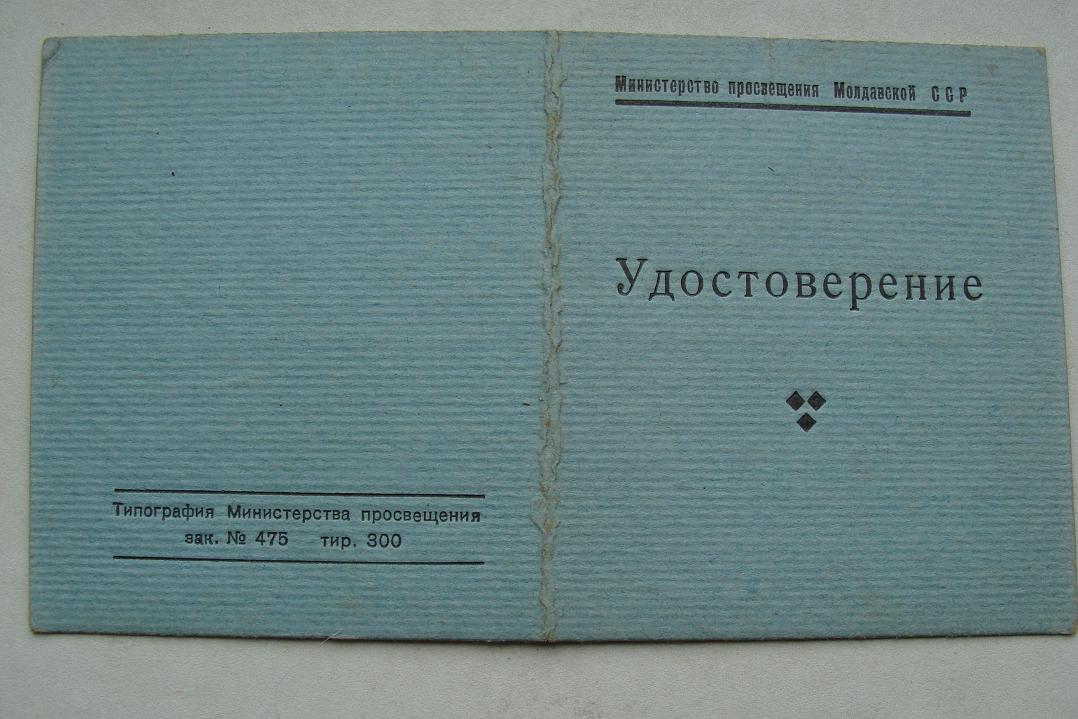 Министерство просвещения Молдавской ССР
Удостоверение
Типография Министерства просвещения
зак. № 475 тир. 300